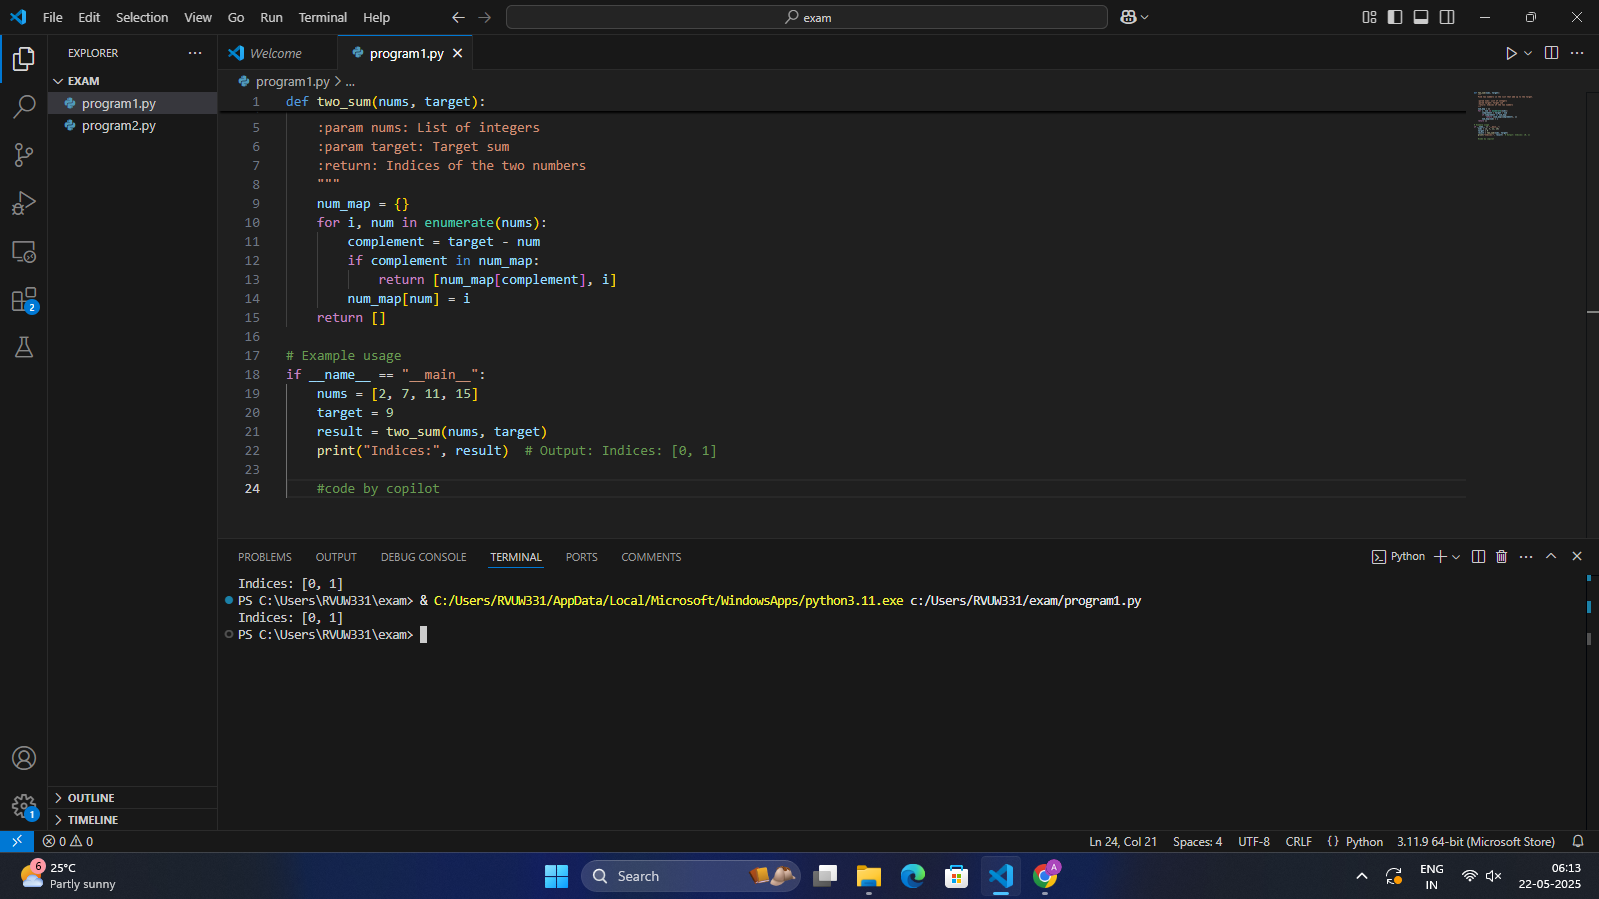 File Edit Selection View Go Run Terminal Help
exam
EXPLORER
EXAM
program1.py
program2.py
OUTLINE
TIMELINE
2
1
Welcome
program1.py
program1.py > ...
1 def two_sum(nums, target):
5 :param nums: List of integers
6 :param target: Target sum
7 :return: Indices of the two numbers
8 """
9 num_map = {}
10 for i, num in enumerate(nums):
11 complement = target - num
12 if complement in num_map:
13 return [num_map[complement], i]
14 num_map[num] = i
15 return []
16
17 # Example usage
18 if __name__ == "__main__":
19 nums = [2, 7, 11, 15]
20 target = 9
21 result = two_sum(nums, target)
22 print("Indices:", result)  # Output: Indices: [0, 1]
23
24 #code by copilot
PROBLEMS OUTPUT DEBUG CONSOLE TERMINAL PORTS COMMENTS
Python
Indices: [0, 1]
PS C:\Users\RVUW331\exam> & C:/Users/RVUW331/AppData/Local/Microsoft/WindowsApps/python3.11.exe c:/Users/RVUW331/exam/program1.py
Indices: [0, 1]
PS C:\Users\RVUW331\exam>
0 0
Ln 24, Col 21 Spaces: 4 UTF-8 CRLF {} Python 3.11.9 64-bit (Microsoft Store)
6
25°C
Partly sunny
Search
A
ENG
IN
06:13
22-05-2025